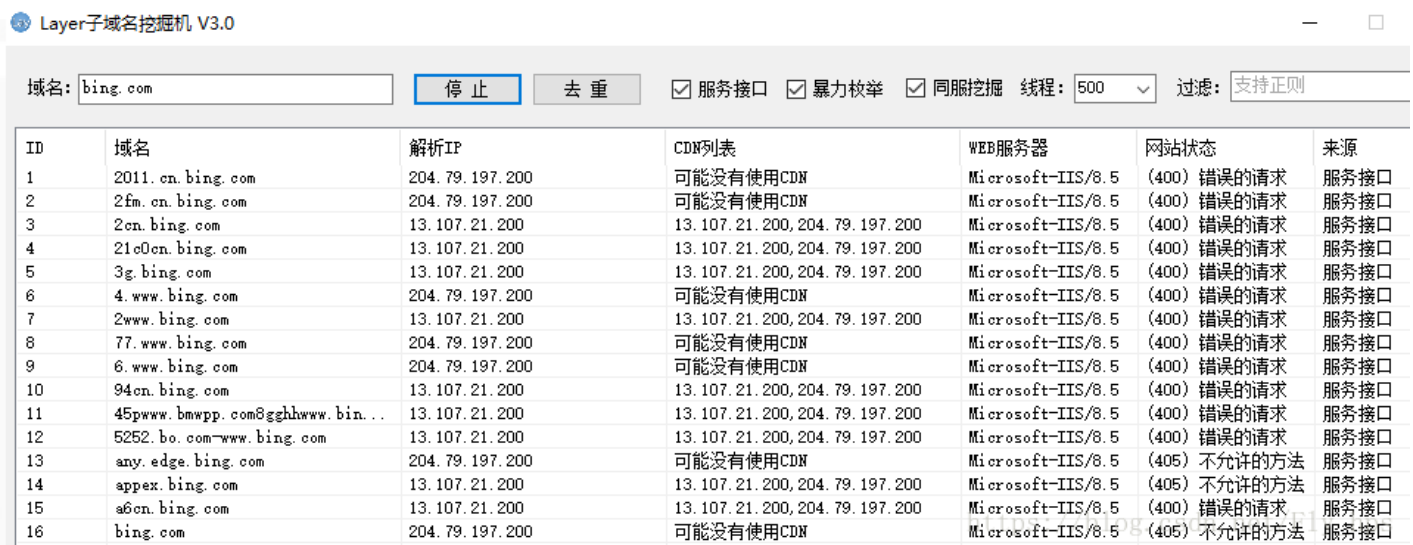 Layer子域名挖掘机 V3.0
域名: bing.com 停 止 去 重 服务接口 暴力枚举 同服挖掘 线程: 500 过滤: 支持正则
ID 域名 解析IP CDN列表 WEB服务器 网站状态 来源
1 2011.cn.bing.com 204.79.197.200 可能没有使用CDN Microsoft-IIS/8.5 (400) 错误的请求 服务接口
2 2fm.cn.bing.com 204.79.197.200 可能没有使用CDN Microsoft-IIS/8.5 (400) 错误的请求 服务接口
3 2cn.bing.com 13.107.21.200 13.107.21.200,204.79.197.200 Microsoft-IIS/8.5 (400) 错误的请求 服务接口
4 21c0cn.bing.com 13.107.21.200 13.107.21.200,204.79.197.200 Microsoft-IIS/8.5 (400) 错误的请求 服务接口
5 3g.bing.com 13.107.21.200 13.107.21.200,204.79.197.200 Microsoft-IIS/8.5 (400) 错误的请求 服务接口
6 4.www.bing.com 204.79.197.200 可能没有使用CDN Microsoft-IIS/8.5 (400) 错误的请求 服务接口
7 2www.bing.com 13.107.21.200 13.107.21.200,204.79.197.200 Microsoft-IIS/8.5 (400) 错误的请求 服务接口
8 77.www.bing.com 204.79.197.200 可能没有使用CDN Microsoft-IIS/8.5 (400) 错误的请求 服务接口
9 6.www.bing.com 204.79.197.200 可能没有使用CDN Microsoft-IIS/8.5 (400) 错误的请求 服务接口
10 94cn.bing.com 13.107.21.200 13.107.21.200,204.79.197.200 Microsoft-IIS/8.5 (400) 错误的请求 服务接口
11 45pwww.bmwpp.com8gghhwww.bin... 13.107.21.200 13.107.21.200,204.79.197.200 Microsoft-IIS/8.5 (400) 错误的请求 服务接口
12 5252.bo.com-www.bing.com 13.107.21.200 13.107.21.200,204.79.197.200 Microsoft-IIS/8.5 (400) 错误的请求 服务接口
13 any.edge.bing.com 204.79.197.200 可能没有使用CDN Microsoft-IIS/8.5 (405) 不允许的方法 服务接口
14 appex.bing.com 13.107.21.200 13.107.21.200,204.79.197.200 Microsoft-IIS/8.5 (405) 不允许的方法 服务接口
15 a6cn.bing.com 13.107.21.200 13.107.21.200,204.79.197.200 Microsoft-IIS/8.5 (400) 错误的请求 服务接口
16 bing.com 204.79.197.200 可能没有使用CDN Microsoft-IIS/8.5 (405) 不允许的方法 服务接口